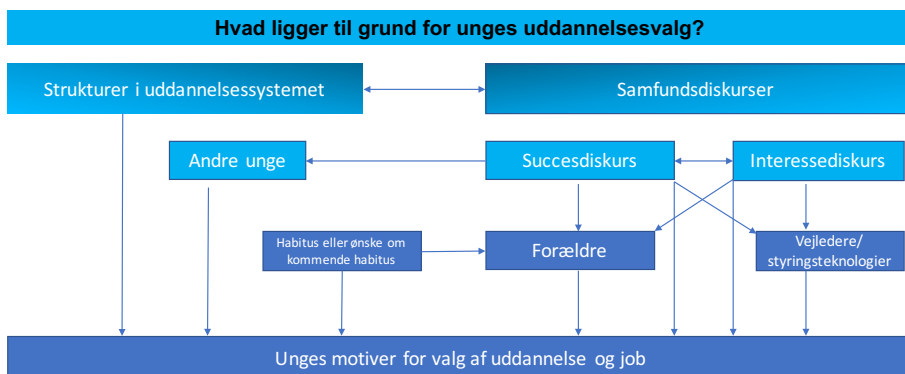 Hvad ligger til grund for unges uddannelsesvalg?
Strukturer i uddannelsessystemet
Samfundsdiskurser
Andre unge
Succesdiskurs
Interessediskurs
Habitus eller ønske om
kommende habitus
Forældre
Vejledere/
styringsteknologier
Unges motiver for valg af uddannelse og job